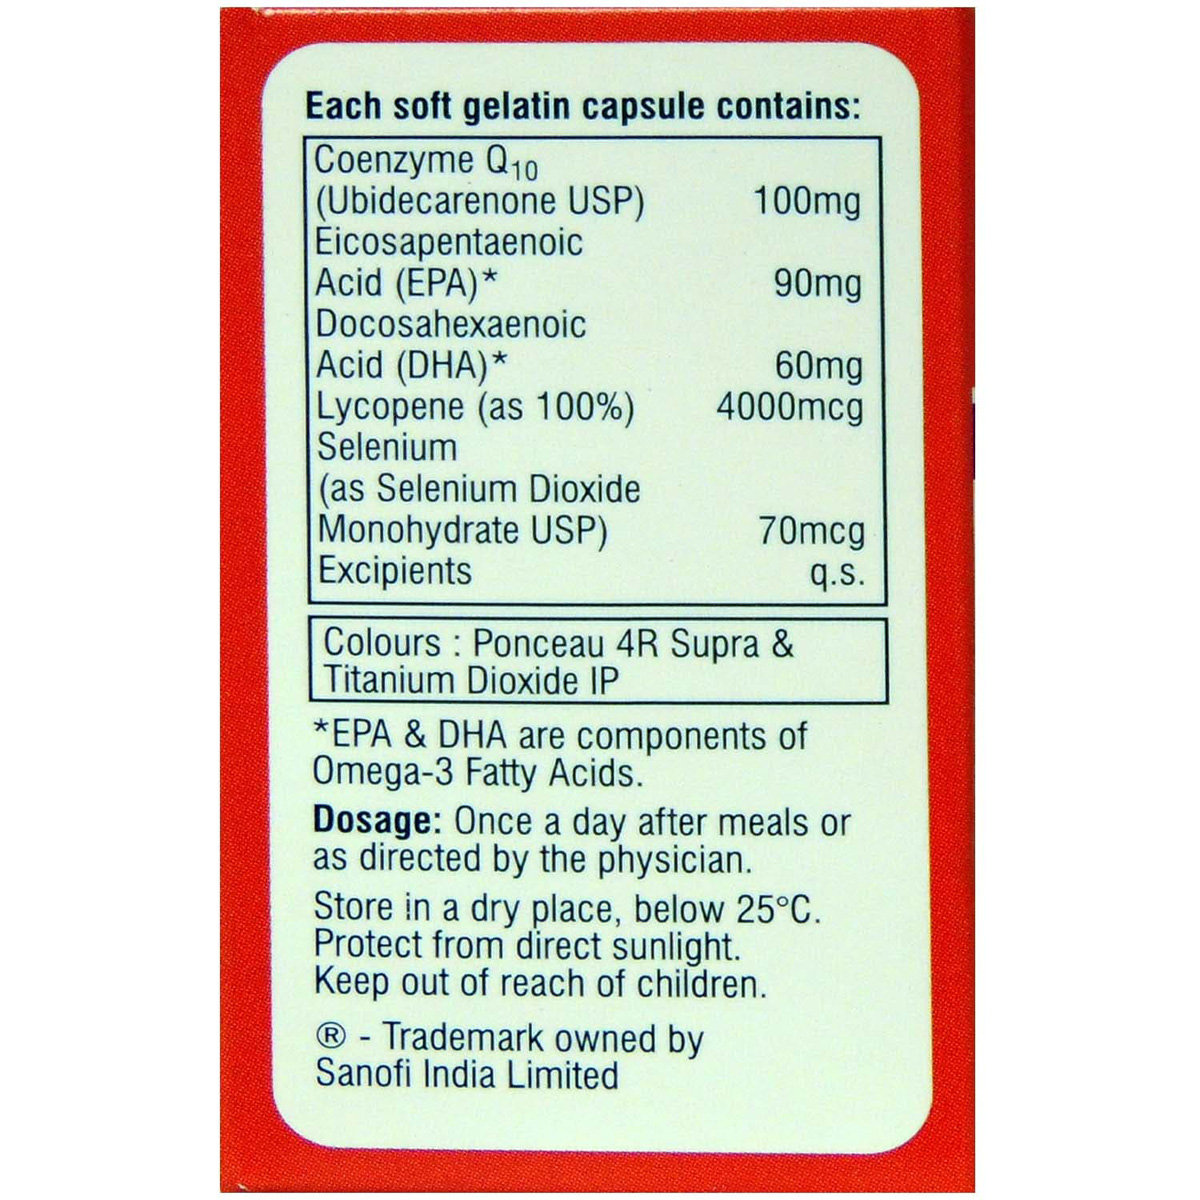 Each soft gelatin capsule contains:
Coenzyme Q10
(Ubidecarenone USP) 100mg
Eicosapentaenoic
Acid (EPA)* 90mg
Docosahexaenoic
Acid (DHA)* 60mg
Lycopene (as 100%) 4000mcg
Selenium
(as Selenium Dioxide
Monohydrate USP) 70mcg
Excipients q.s.
Colours : Ponceau 4R Supra &
Titanium Dioxide IP
*EPA & DHA are components of
Omega-3 Fatty Acids.
Dosage: Once a day after meals or
as directed by the physician.
Store in a dry place, below 25°C.
Protect from direct sunlight.
Keep out of reach of children.
® - Trademark owned by
Sanofi India Limited